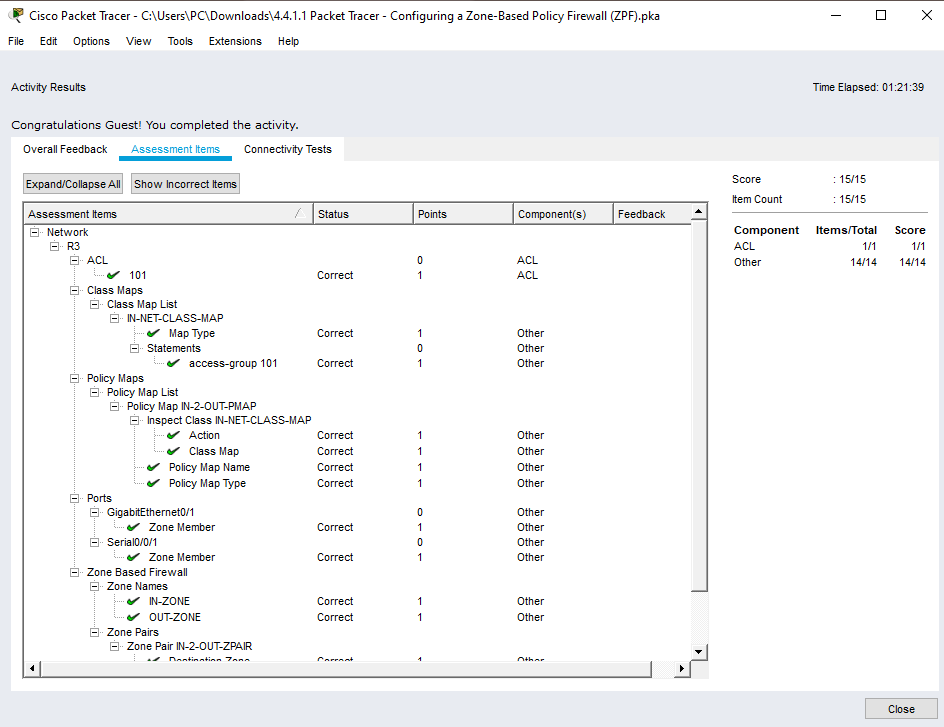 Cisco Packet Tracer - C:\Users\PC\Downloads\4.4.1.1 Packet Tracer - Configuring a Zone-Based Policy Firewall (ZPF).pka
File Edit Options View Tools Extensions Help
Activity Results Time Elapsed: 01:21:39
Congratulations Guest! You completed the activity.
Overall Feedback Assessment Items Connectivity Tests
Expand/Collapse All Show Incorrect Items
Assessment Items Status Points Component(s) Feedback
Network
R3
ACL 0 ACL
101 Correct 1 ACL
Class Maps
Class Map List
IN-NET-CLASS-MAP
Map Type Correct 1 Other
Statements 0 Other
access-group 101 Correct 1 Other
Policy Maps
Policy Map List
Policy Map IN-2-OUT-PMAP
Inspect Class IN-NET-CLASS-MAP
Action Correct 1 Other
Class Map Correct 1 Other
Policy Map Name Correct 1 Other
Policy Map Type Correct 1 Other
Ports
GigabitEthernet0/1 0 Other
Zone Member Correct 1 Other
Serial0/0/1 0 Other
Zone Member Correct 1 Other
Zone Based Firewall
Zone Names
IN-ZONE Correct 1 Other
OUT-ZONE Correct 1 Other
Zone Pairs
Zone Pair IN-2-OUT-ZPAIR
Destination Zone Correct 1 Other
Score : 15/15
Item Count : 15/15
Component Items/Total Score
ACL 1/1 1/1
Other 14/14 14/14
Close